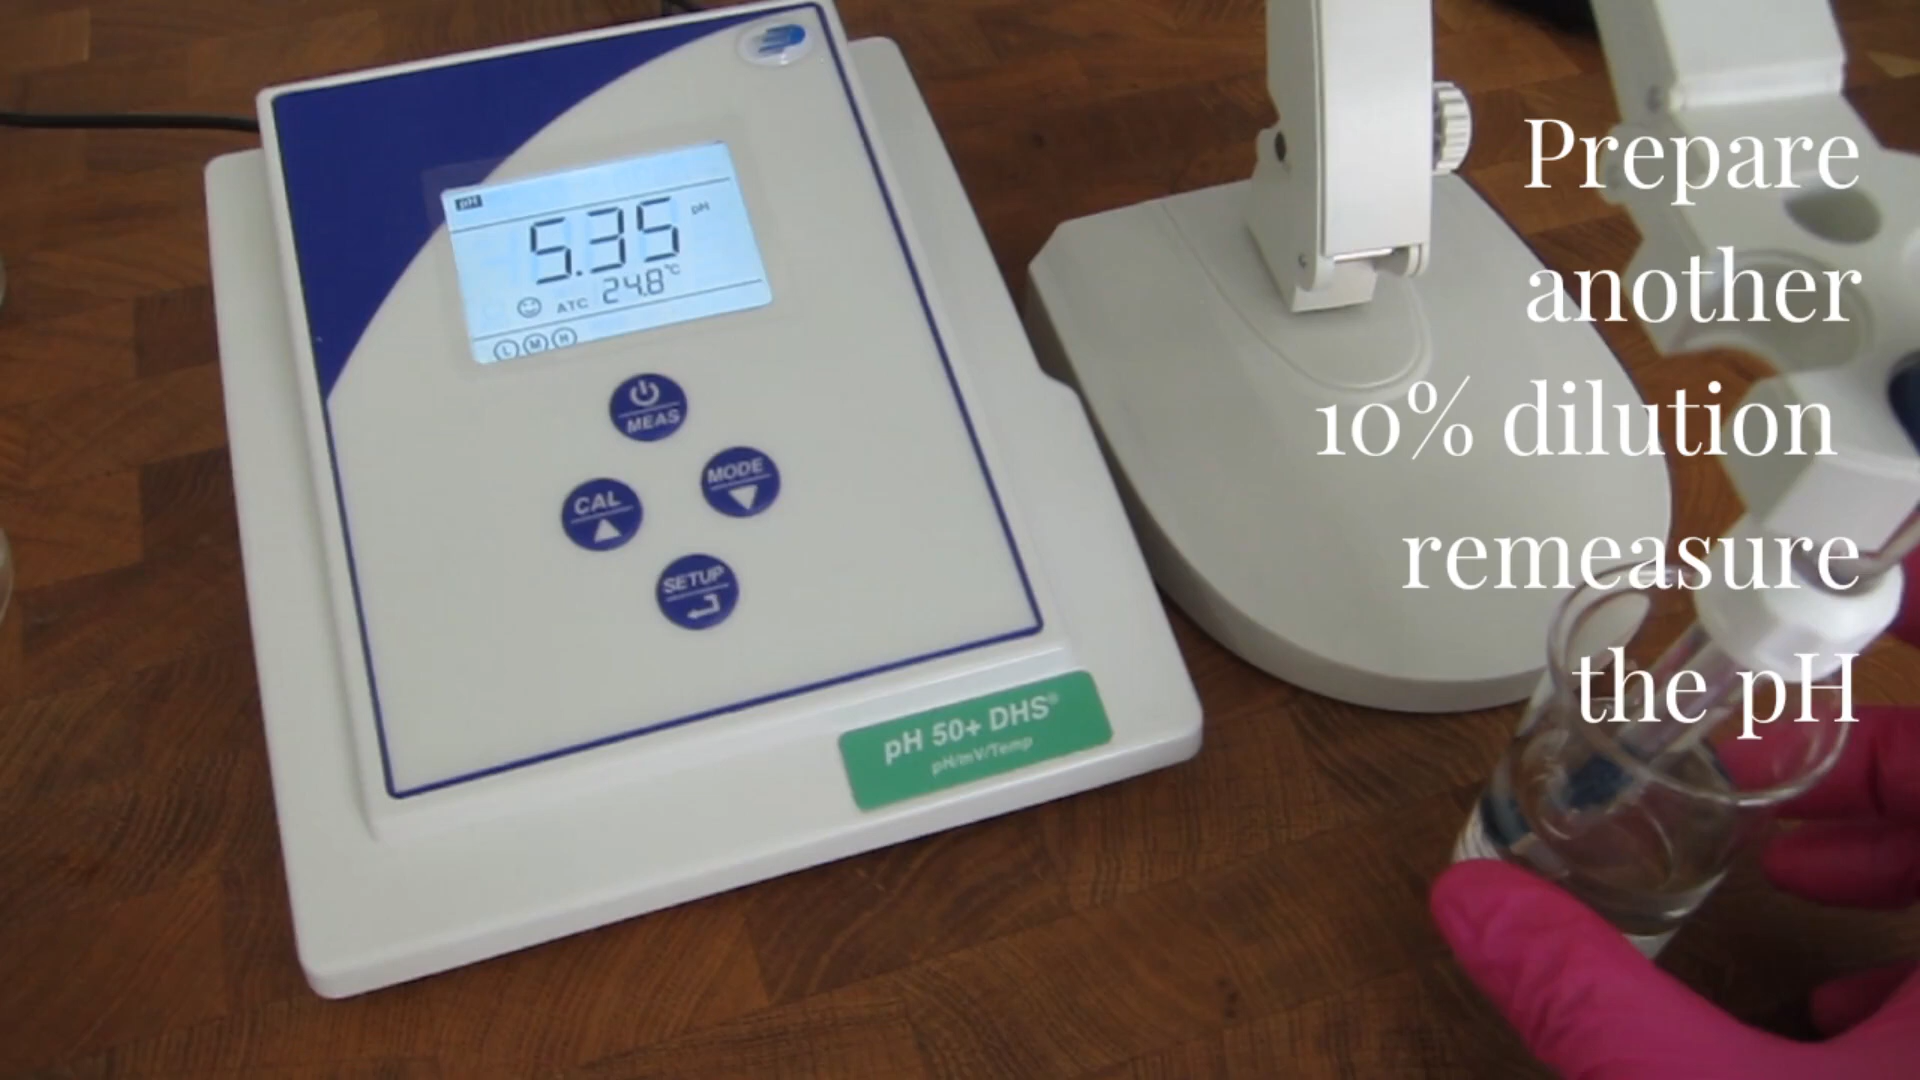 pH
5.35 pH
ATC 24.8 °C
L M H
MEAS
MODE
CAL
SETUP
pH 50+ DHS®
pH/mV/Temp
Prepare
another
10% dilution
remeasure
the pH